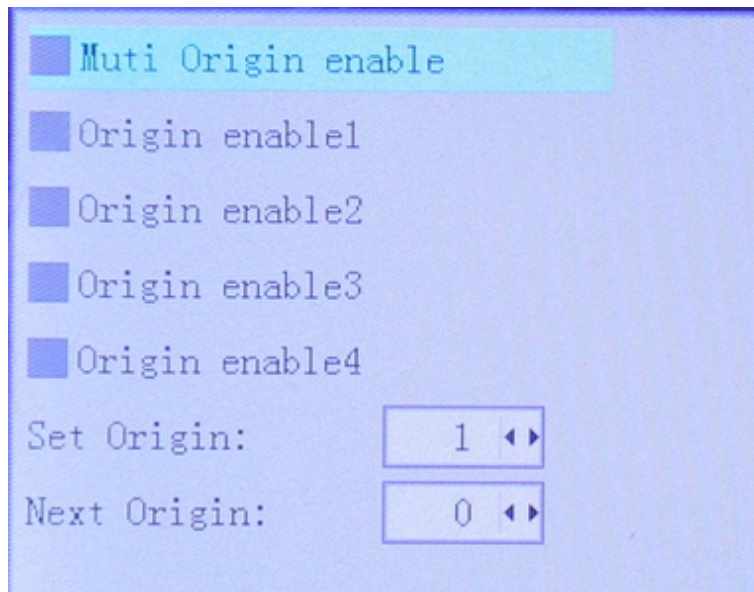 Muti Origin enable
Origin enable1
Origin enable2
Origin enable3
Origin enable4
Set Origin: 1
Next Origin: 0